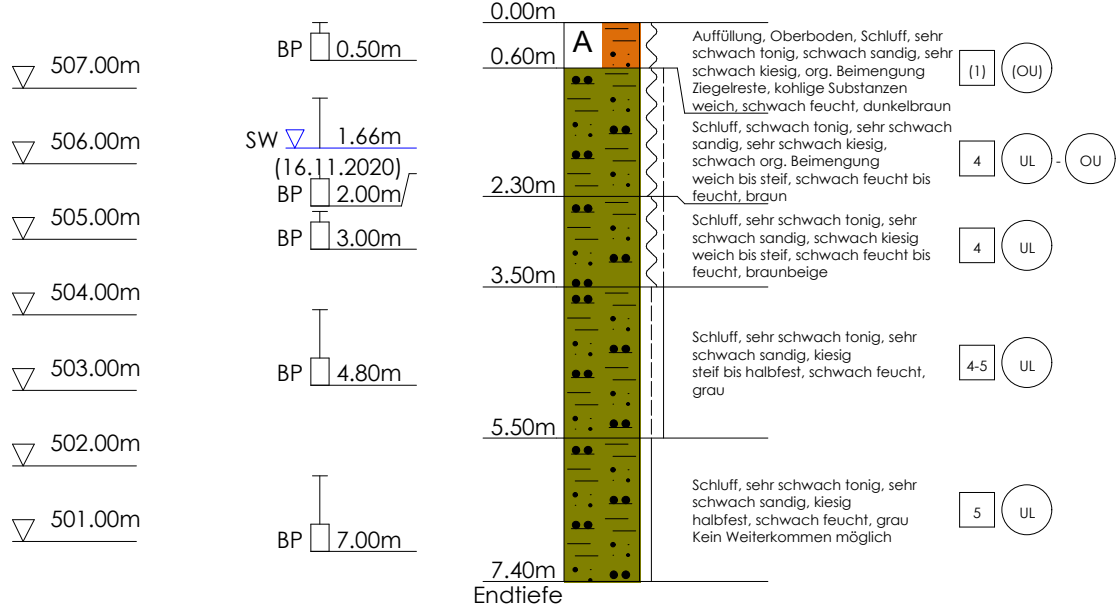 507.00m
506.00m
505.00m
504.00m
503.00m
502.00m
501.00m
BP 0.50m
SW 1.66m
(16.11.2020)
BP 2.00m
BP 3.00m
BP 4.80m
BP 7.00m
0.00m
0.60m
2.30m
3.50m
5.50m
7.40m
Endtiefe
A
Auffüllung, Oberboden, Schluff, sehr
schwach tonig, schwach sandig, sehr
schwach kiesig, org. Beimengung
Ziegelreste, kohlige Substanzen
weich, schwach feucht, dunkelbraun
(1) (OU)
Schluff, schwach tonig, sehr schwach
sandig, sehr schwach kiesig,
schwach org. Beimengung
weich bis steif, schwach feucht bis
feucht, braun
4 UL - OU
Schluff, sehr schwach tonig, sehr
schwach sandig, schwach kiesig
weich bis steif, schwach feucht bis
feucht, braunbeige
4 UL
Schluff, sehr schwach tonig, sehr
schwach sandig, kiesig
steif bis halbfest, schwach feucht,
grau
4-5 UL
Schluff, sehr schwach tonig, sehr
schwach sandig, kiesig
halbfest, schwach feucht, grau
Kein Weiterkommen möglich
5 UL